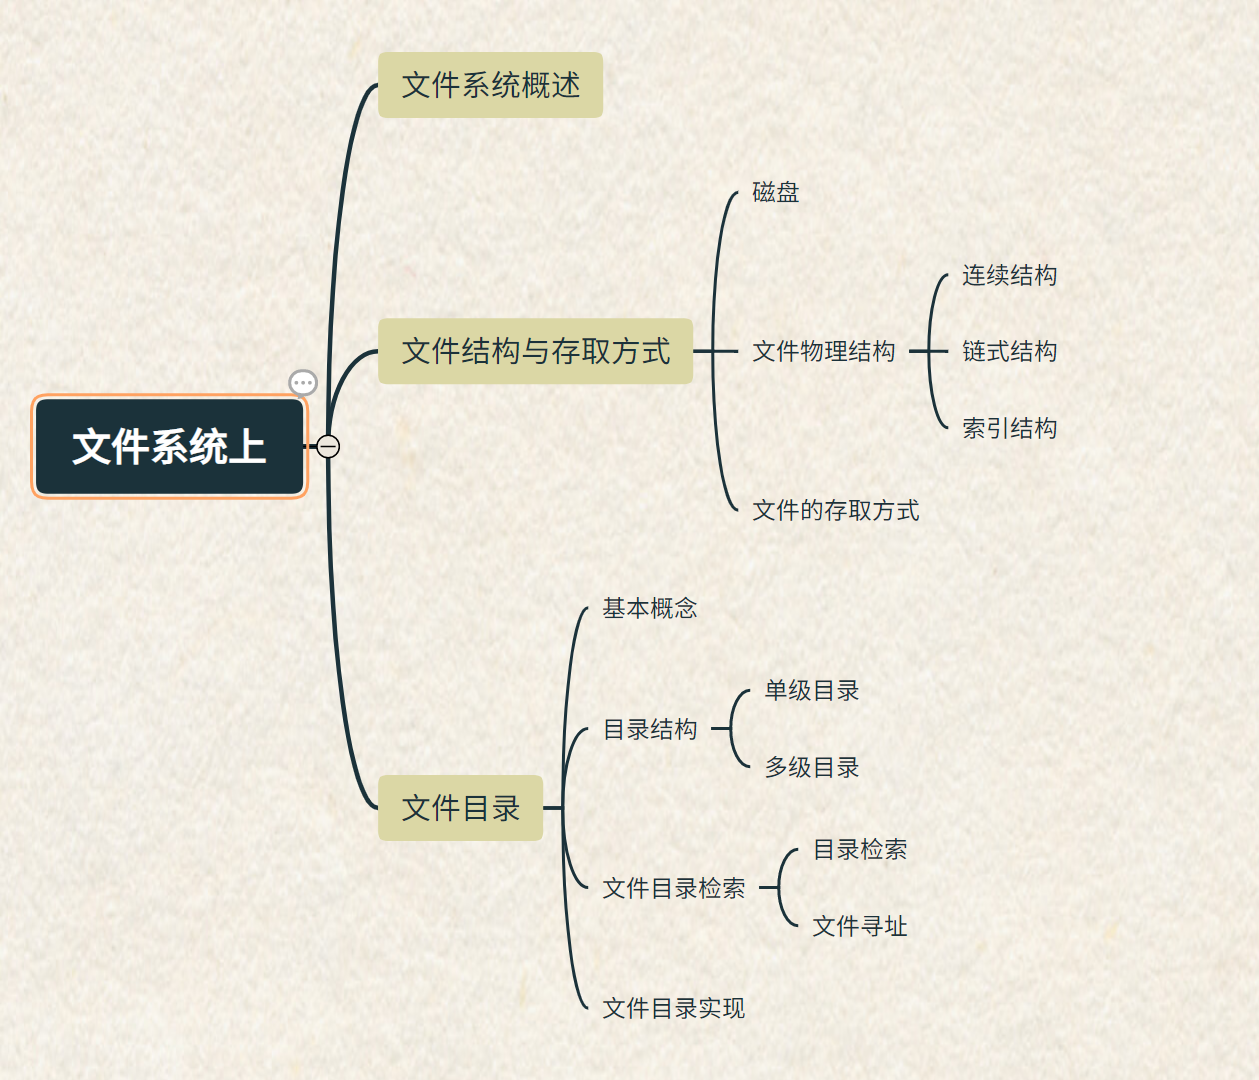 文件系统上
文件系统概述
文件结构与存取方式
磁盘
文件物理结构
连续结构
链式结构
索引结构
文件的存取方式
文件目录
基本概念
目录结构
单级目录
多级目录
文件目录检索
目录检索
文件寻址
文件目录实现